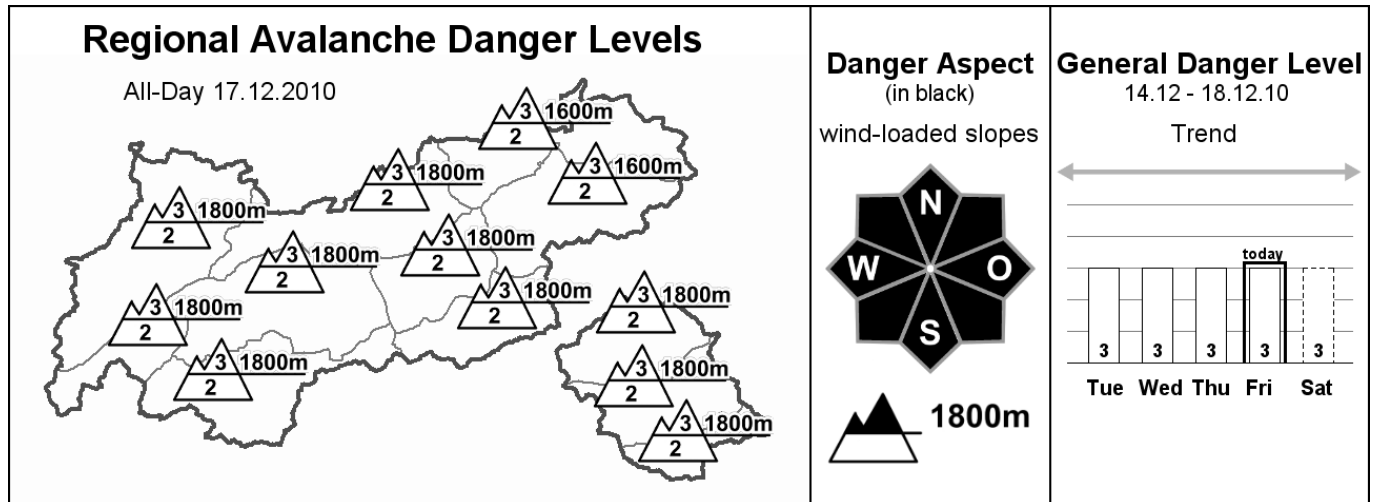 Regional Avalanche Danger Levels
All-Day 17.12.2010
3 1600m
2
3 1600m
2
3 1800m
2
3 1800m
2
3 1800m
2
3 1800m
2
3 1800m
2
3 1800m
2
3 1800m
2
3 1800m
2
3 1800m
2
3 1800m
2
Danger Aspect
(in black)
wind-loaded slopes
N
W O
S
1800m
General Danger Level
14.12 - 18.12.10
Trend
today
3 3 3 3 3
Tue Wed Thu Fri Sat